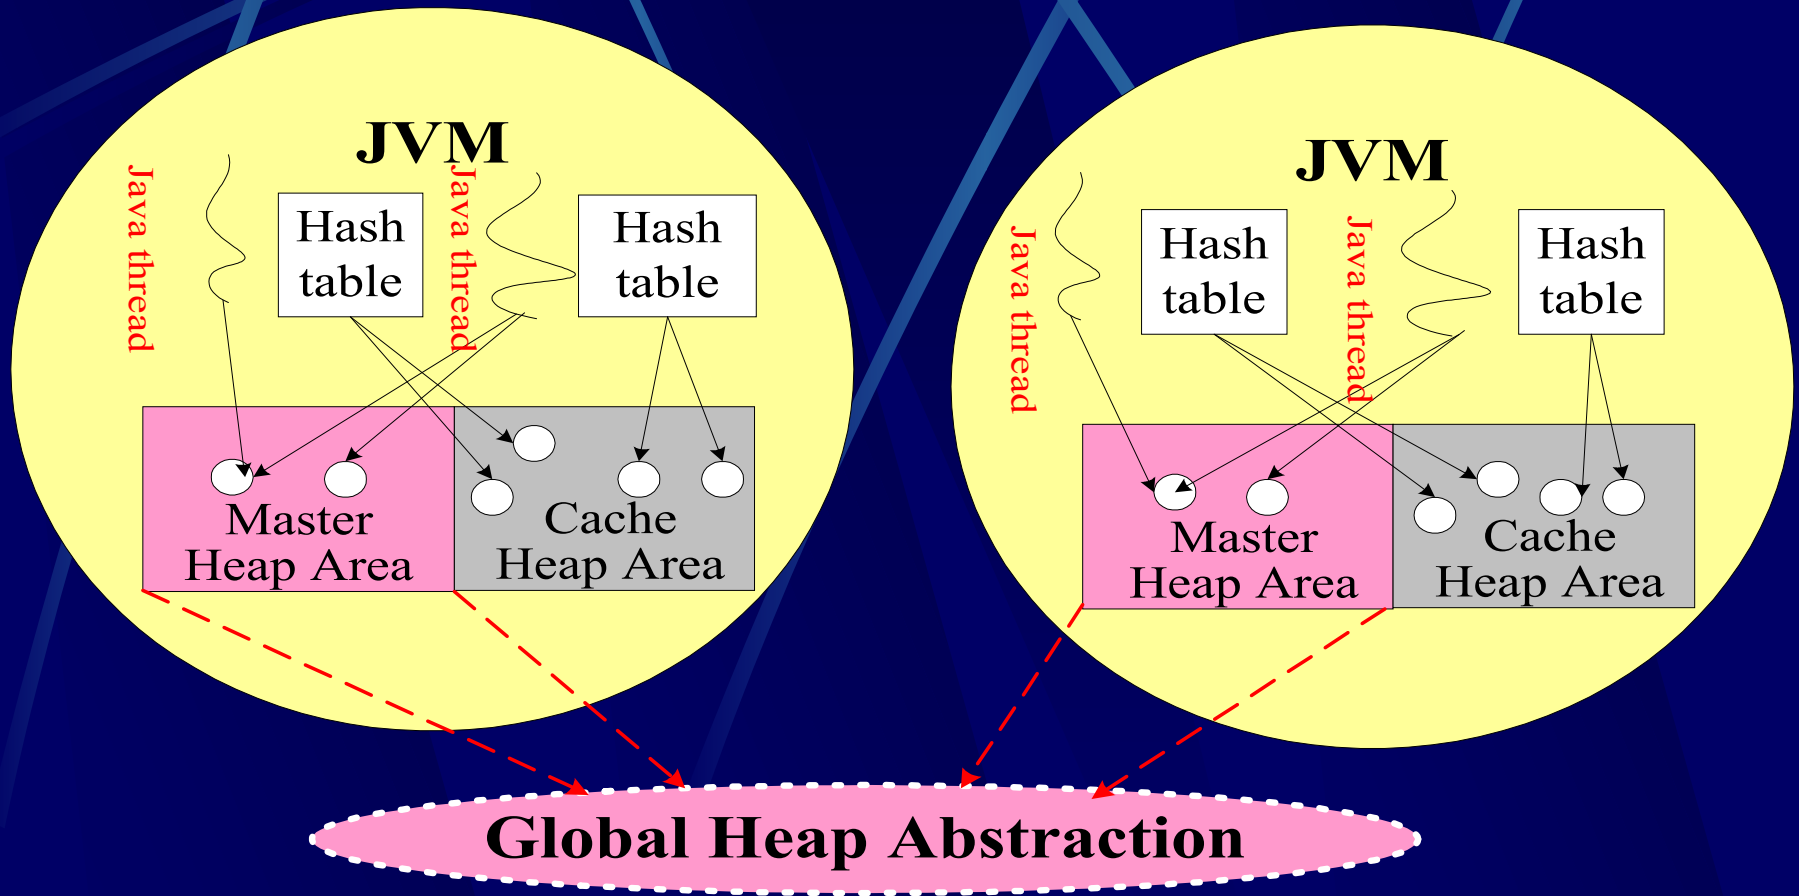 JVM
Java thread
Hash
table
Java thread
Hash
table
Master
Heap Area
Cache
Heap Area
JVM
Java thread
Hash
table
Java thread
Hash
table
Master
Heap Area
Cache
Heap Area
Global Heap Abstraction